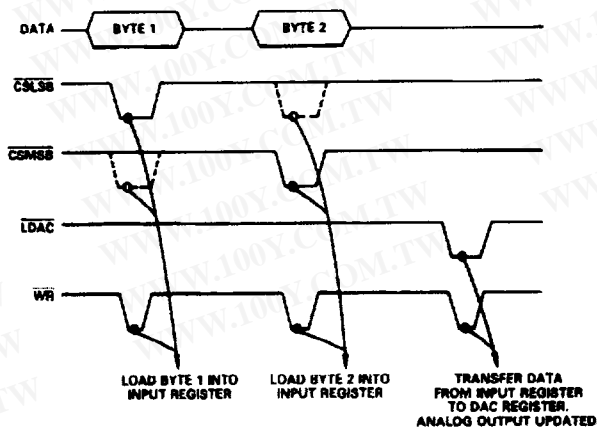 DATA
BYTE 1
BYTE 2
CSLSB
CSMSB
LDAC
WR
LOAD BYTE 1 INTO
INPUT REGISTER
LOAD BYTE 2 INTO
INPUT REGISTER
TRANSFER DATA
FROM INPUT REGISTER
TO DAC REGISTER.
ANALOG OUTPUT UPDATED
WWW.100Y.COM.TW